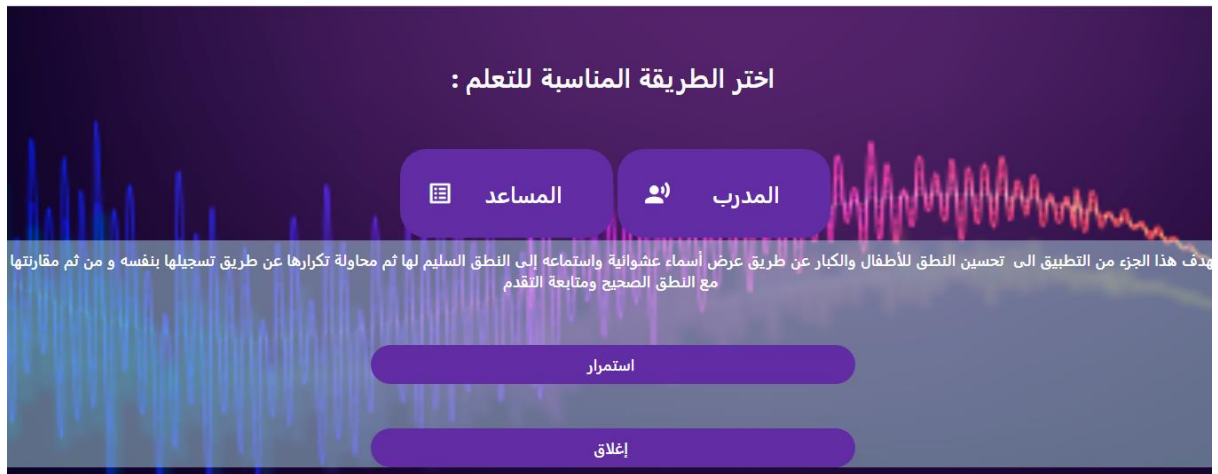 اختر الطريقة المناسبة للتعلم :
المدرب
المساعد
يهدف هذا الجزء من التطبيق الى تحسين النطق للأطفال والكبار عن طريق عرض أسماء عشوائية واستماعه إلى النطق السليم لها ثم محاولة تكرارها عن طريق تسجيلها بنفسه و من ثم مقارنتها
مع النطق الصحيح ومتابعة التقدم
استمرار
إغلاق